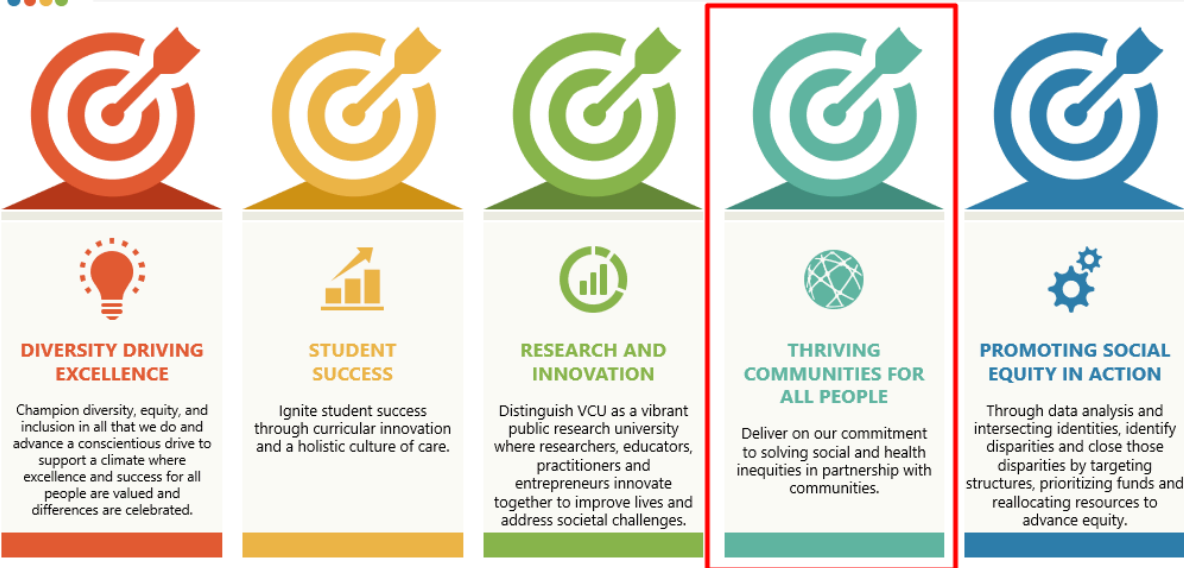 DIVERSITY DRIVING
EXCELLENCE
Champion diversity, equity, and
inclusion in all that we do and
advance a conscientious drive to
support a climate where
excellence and success for all
people are valued and
differences are celebrated.
STUDENT
SUCCESS
Ignite student success
through curricular innovation
and a holistic culture of care.
RESEARCH AND
INNOVATION
Distinguish VCU as a vibrant
public research university
where researchers, educators,
practitioners and
entrepreneurs innovate
together to improve lives and
address societal challenges.
THRIVING
COMMUNITIES FOR
ALL PEOPLE
Deliver on our commitment
to solving social and health
inequities in partnership with
communities.
PROMOTING SOCIAL
EQUITY IN ACTION
Through data analysis and
intersecting identities, identify
disparities and close those
disparities by targeting
structures, prioritizing funds and
reallocating resources to
advance equity.